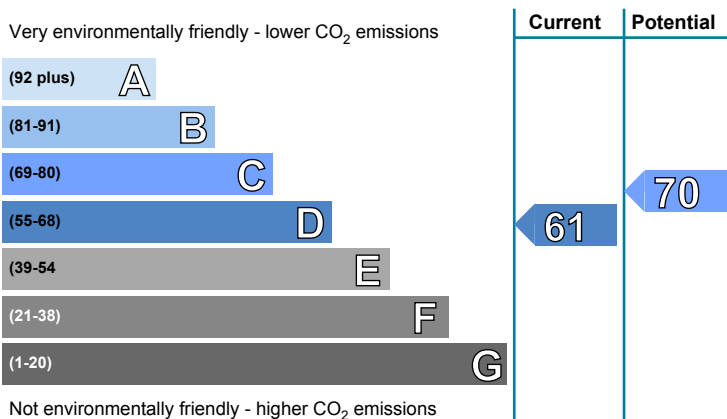 Very environmentally friendly - lower CO2 emissions
Current
Potential
(92 plus) A
(81-91) B
(69-80) C
70
(55-68) D
61
(39-54 E
(21-38) F
(1-20) G
Not environmentally friendly - higher CO2 emissions